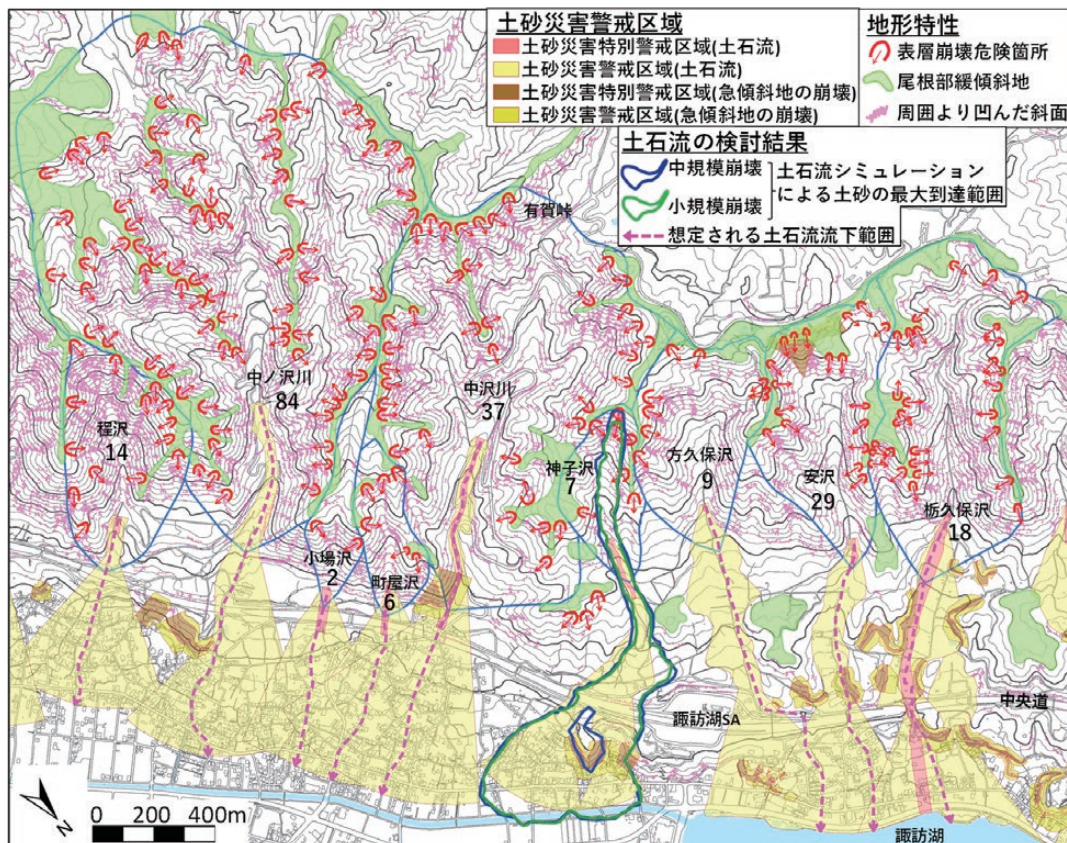 土砂災害警戒区域
土砂災害特別警戒区域(土石流)
土砂災害警戒区域(土石流)
土砂災害特別警戒区域(急傾斜地の崩壊)
土砂災害警戒区域(急傾斜地の崩壊)
地形特性
表層崩壊危険箇所
尾根部緩傾斜地
周囲より凹んだ斜面
土石流の検討結果
中規模崩壊
小規模崩壊
土石流シミュレーション
による土砂の最大到達範囲
想定される土石流流下範囲
有賀峠
中ノ沢川
84
中沢川
37
程沢
14
神子沢
7
方久保沢
9
安沢
29
栃久保沢
18
小場沢
2
町屋沢
6
中央道
諏訪湖SA
諏訪湖
N
0 200 400m